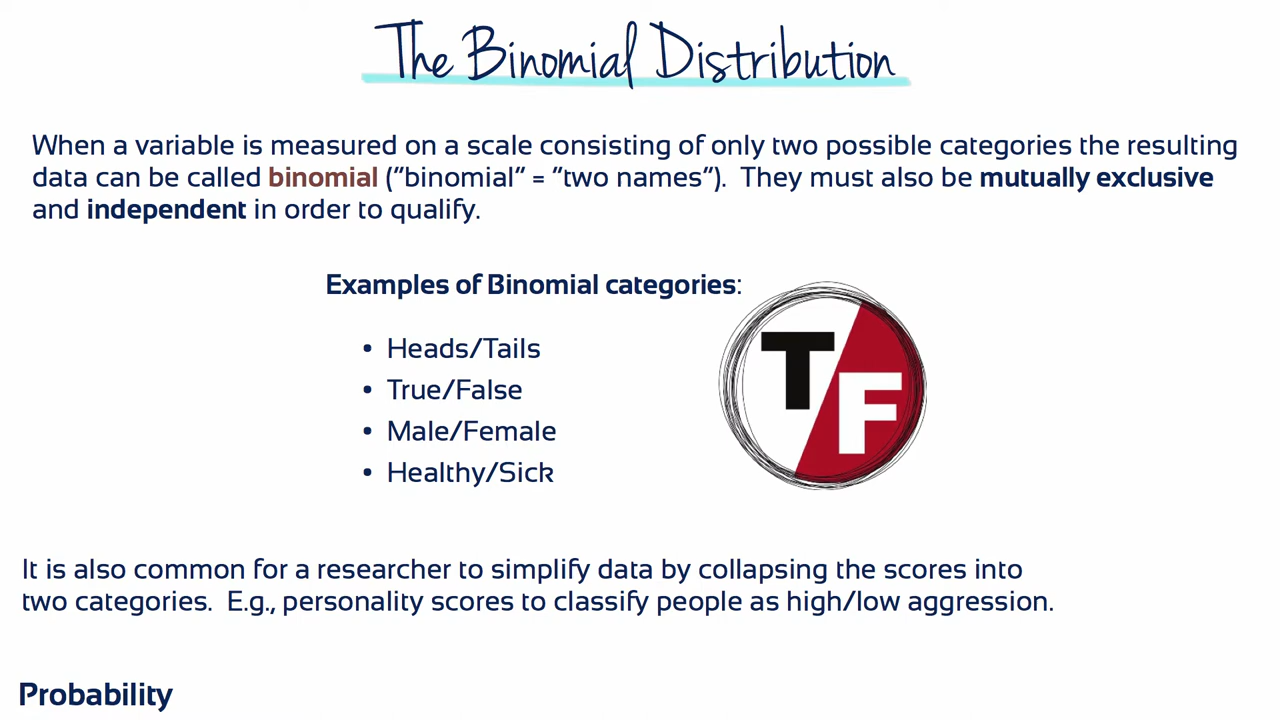 The Binomial Distribution
When a variable is measured on a scale consisting of only two possible categories the resulting
data can be called binomial ("binomial" = "two names").  They must also be mutually exclusive
and independent in order to qualify.
Examples of Binomial categories:
• Heads/Tails
• True/False
• Male/Female
• Healthy/Sick
T
F
It is also common for a researcher to simplify data by collapsing the scores into
two categories.  E.g., personality scores to classify people as high/low aggression.
Probability